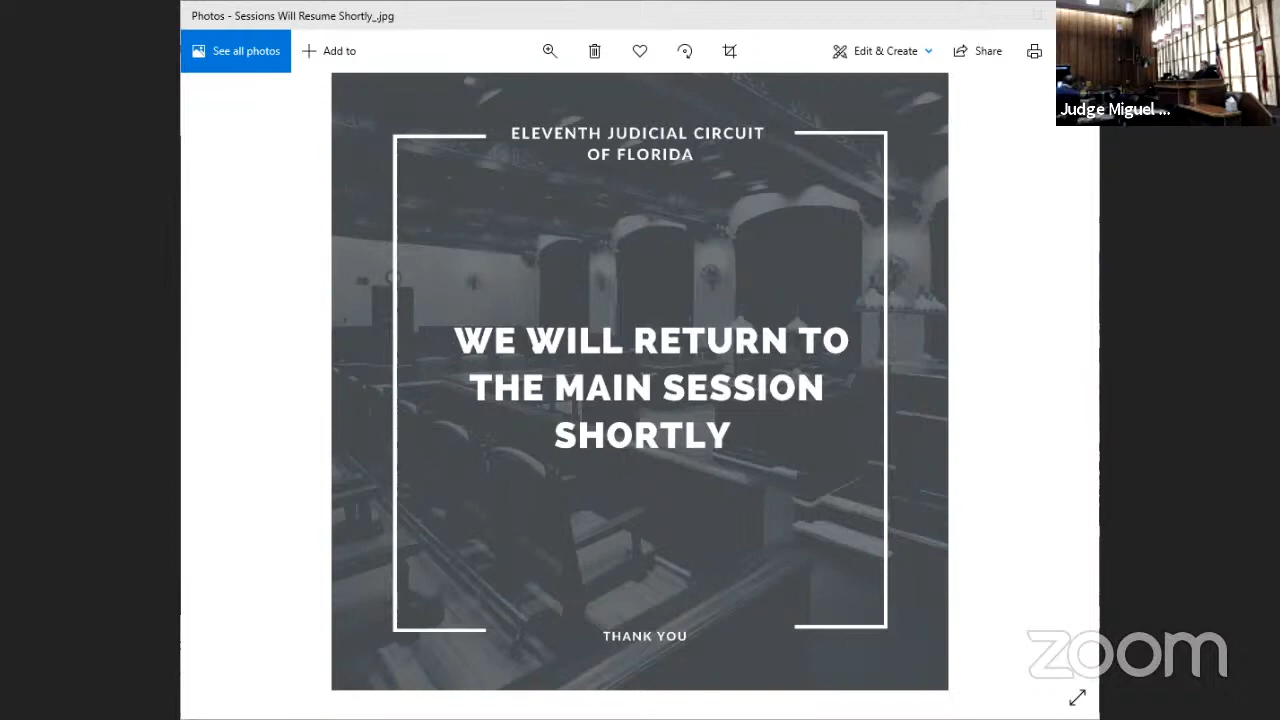 Photos - Sessions Will Resume Shortly_.jpg
See all photos
Add to
Edit & Create
Share
Judge Miguel ...
ELEVENTH JUDICIAL CIRCUIT
OF FLORIDA
WE WILL RETURN TO
THE MAIN SESSION
SHORTLY
THANK YOU
zoom